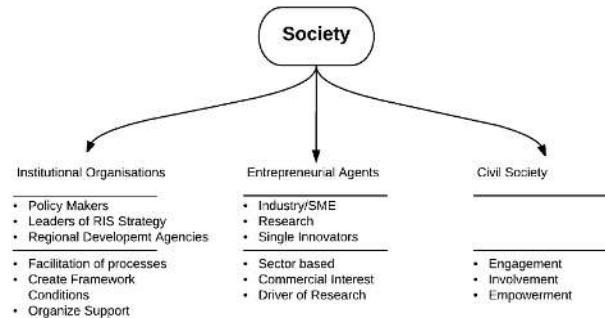 Society
Institutional Organisations
• Policy Makers
• Leaders of RIS Strategy
• Regional Developemt Agencies
• Facilitation of processes
• Create Framework
Conditions
• Organize Support
Entrepreneurial Agents
• Industry/SME
• Research
• Single Innovators
• Sector based
• Commercial Interest
• Driver of Research
Civil Society
• Engagement
• Involvement
• Empowerment